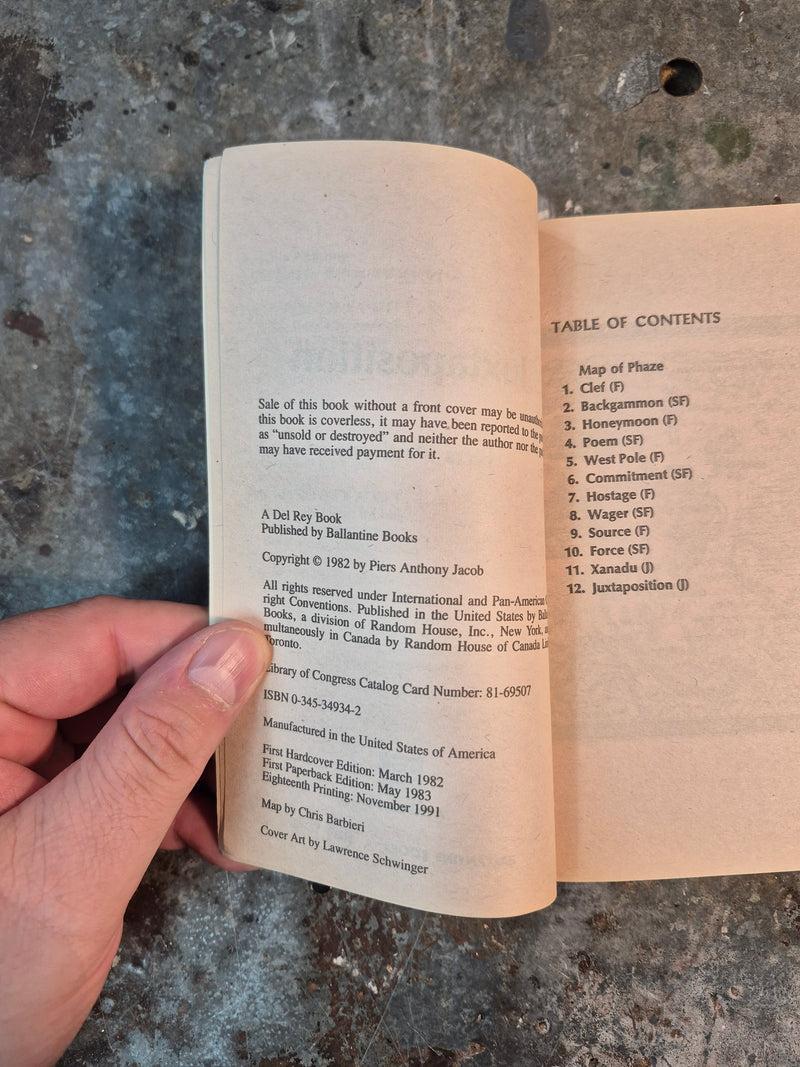 Sale of this book without a front cover may be
this book is coverless, it may have been reported to the
as “unsold or destroyed” and neither the author nor the
may have received payment for it.
A Del Rey Book
Published by Ballantine Books
Copyright © 1982 by Piers Anthony Jacob
All rights reserved under International and Pan-American
right Conventions. Published in the United States by
Books, a division of Random House, Inc., New York,
multaneously in Canada by Random House of Canada
Toronto.
Library of Congress Catalog Card Number: 81-69507
ISBN 0-345-34934-2
Manufactured in the United States of America
First Hardcover Edition: March 1982
First Paperback Edition: May 1983
Eighteenth Printing: November 1991
Map by Chris Barbieri
Cover Art by Lawrence Schwinger
TABLE OF CONTENTS
Map of Phaze
1. Clef (F)
2. Backgammon (SF)
3. Honeymoon (F)
4. Poem (SF)
5. West Pole (F)
6. Commitment (SF)
7. Hostage (F)
8. Wager (SF)
9. Source (F)
10. Force (SF)
11. Xanadu (J)
12. Juxtaposition (J)